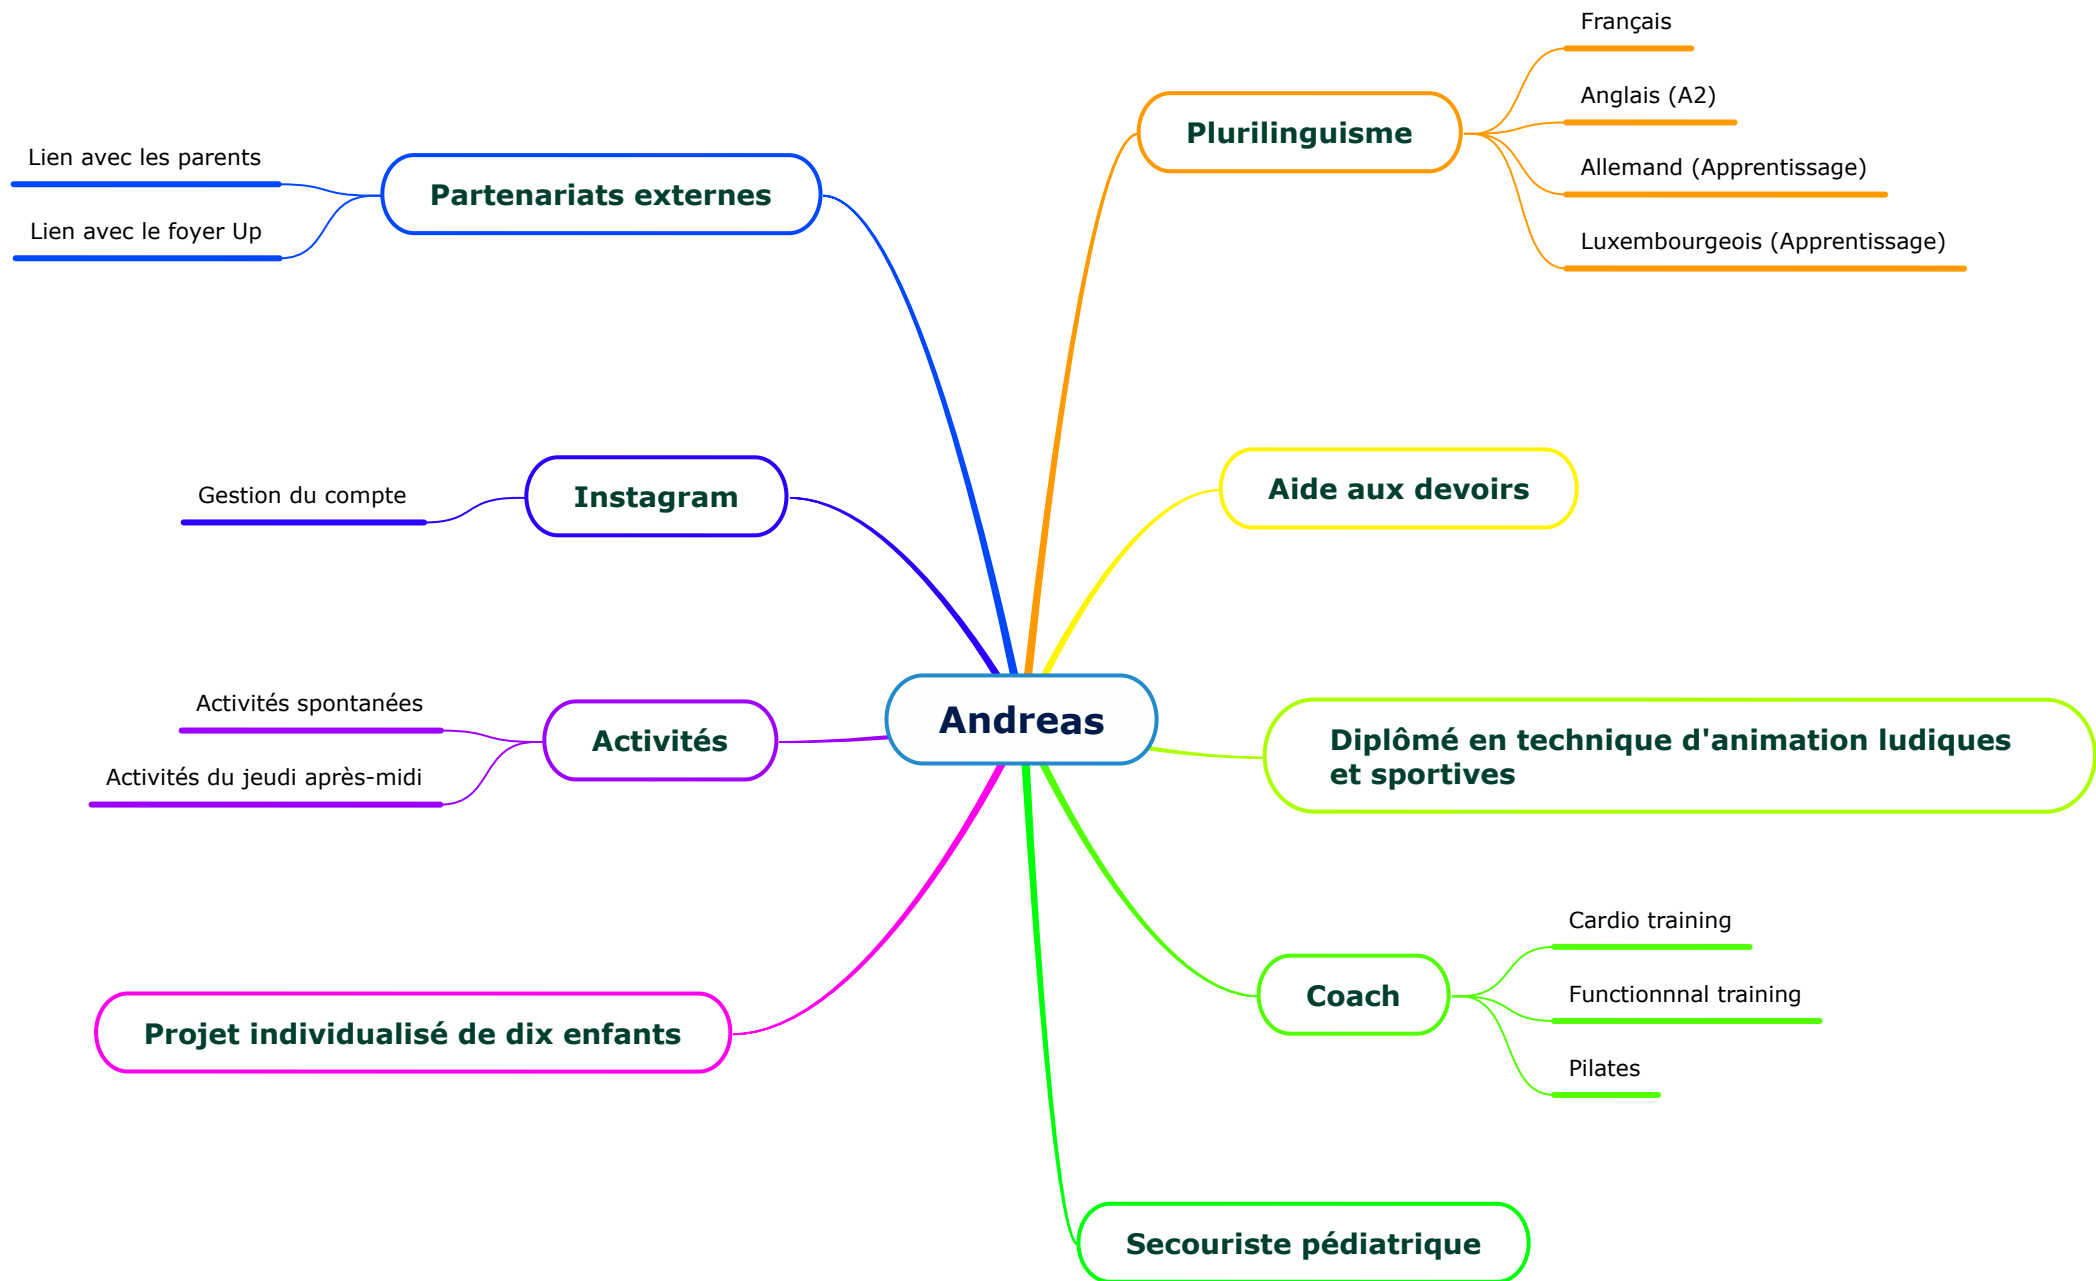 Andreas
Plurilinguisme
Français
Anglais (A2)
Allemand (Apprentissage)
Luxembourgeois (Apprentissage)
Aide aux devoirs
Diplômé en technique d'animation ludiques
et sportives
Coach
Cardio training
Functionnnal training
Pilates
Secouriste pédiatrique
Projet individualisé de dix enfants
Activités
Activités spontanées
Activités du jeudi après-midi
Instagram
Gestion du compte
Partenariats externes
Lien avec les parents
Lien avec le foyer Up